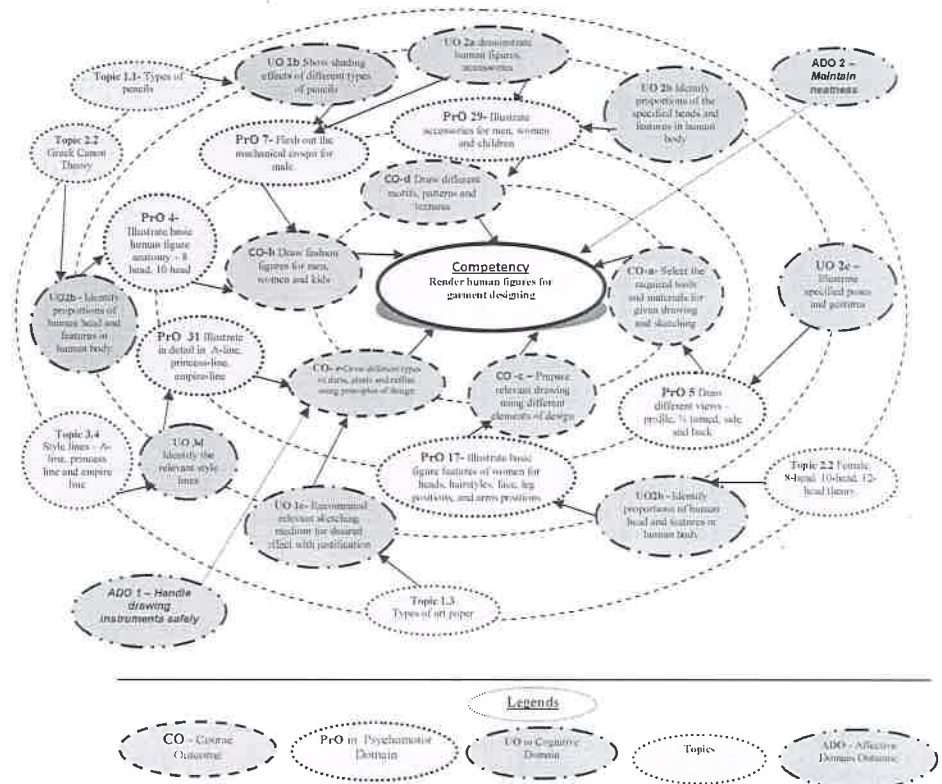 UO 2a demonstrate
human figures,
accessories
Show shading
effects of different types
of pencils
Topic 1.1- Types of
pencils
ADO 2 –
Maintain
neatness
UO 2b Identify
proportions of the
specified heads and
features in human
body
PrO 29- Illustrate
accessories for men, women
and children
PrO 7- Flesh out the
mechanical croquis for
male.
Topic 2.2
Greek Canon
Theory
CO-d Draw different
motifs, patterns and
textures
PrO 4-
Illustrate basic
human figure
anatomy - 8
head, 10 head
CO-b Draw fashion
figures for men,
women and kids
Competency
Render human figures for
garment designing
CO-a- Select the
required tools
and materials for
given drawing
and sketching
Illustrate
specified poses
and gestures
UO2b - Identify
proportions of
human head and
features in
human body.
PrO 31 Illustrate
in detail in A-line,
princess-line,
empire-line
CO- e-Draw different types
using principles of design
CO -c – Prepare
relevant drawing
using different
elements of design
PrO 5 Draw
different views –
profile, ¾ turned, side
and back
Topic 3.4
Style lines - A-
line, princess
line and empire
line
UO 3d
Identify the
relevant style
lines
PrO 17- Illustrate basic
figure features of women for
heads, hairstyles, face, leg
positions, and arms positions
Topic 2.2 Female
8-head, 10-head, 12-
head theory.
Recommend
relevant sketching
medium for desired
effect with justification
UO2b - Identify
proportions of human
head and features in
human body
ADO 1 – Handle
drawing
instruments safely
Topic 1.3
Types of art paper
Legends
CO - Course
Outcome
PrO in Psychomotor
Domain
UO in Cognitive
Domain
Topics
ADO - Affective
Domain Outcome